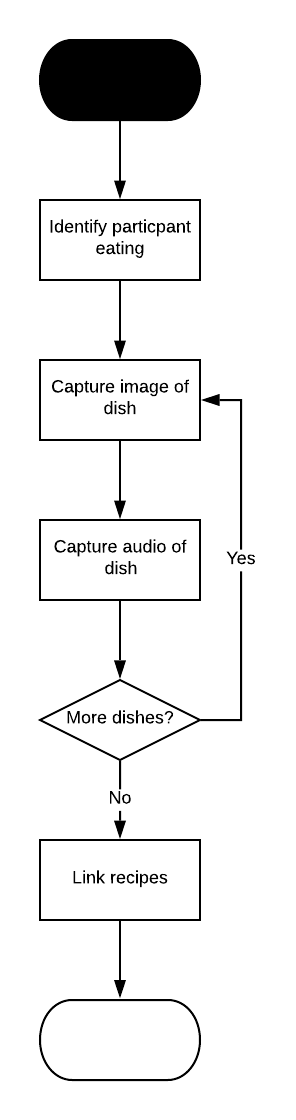 Identify particpant
eating
Capture image of
dish
Capture audio of
dish
Yes
More dishes?
No
Link recipes